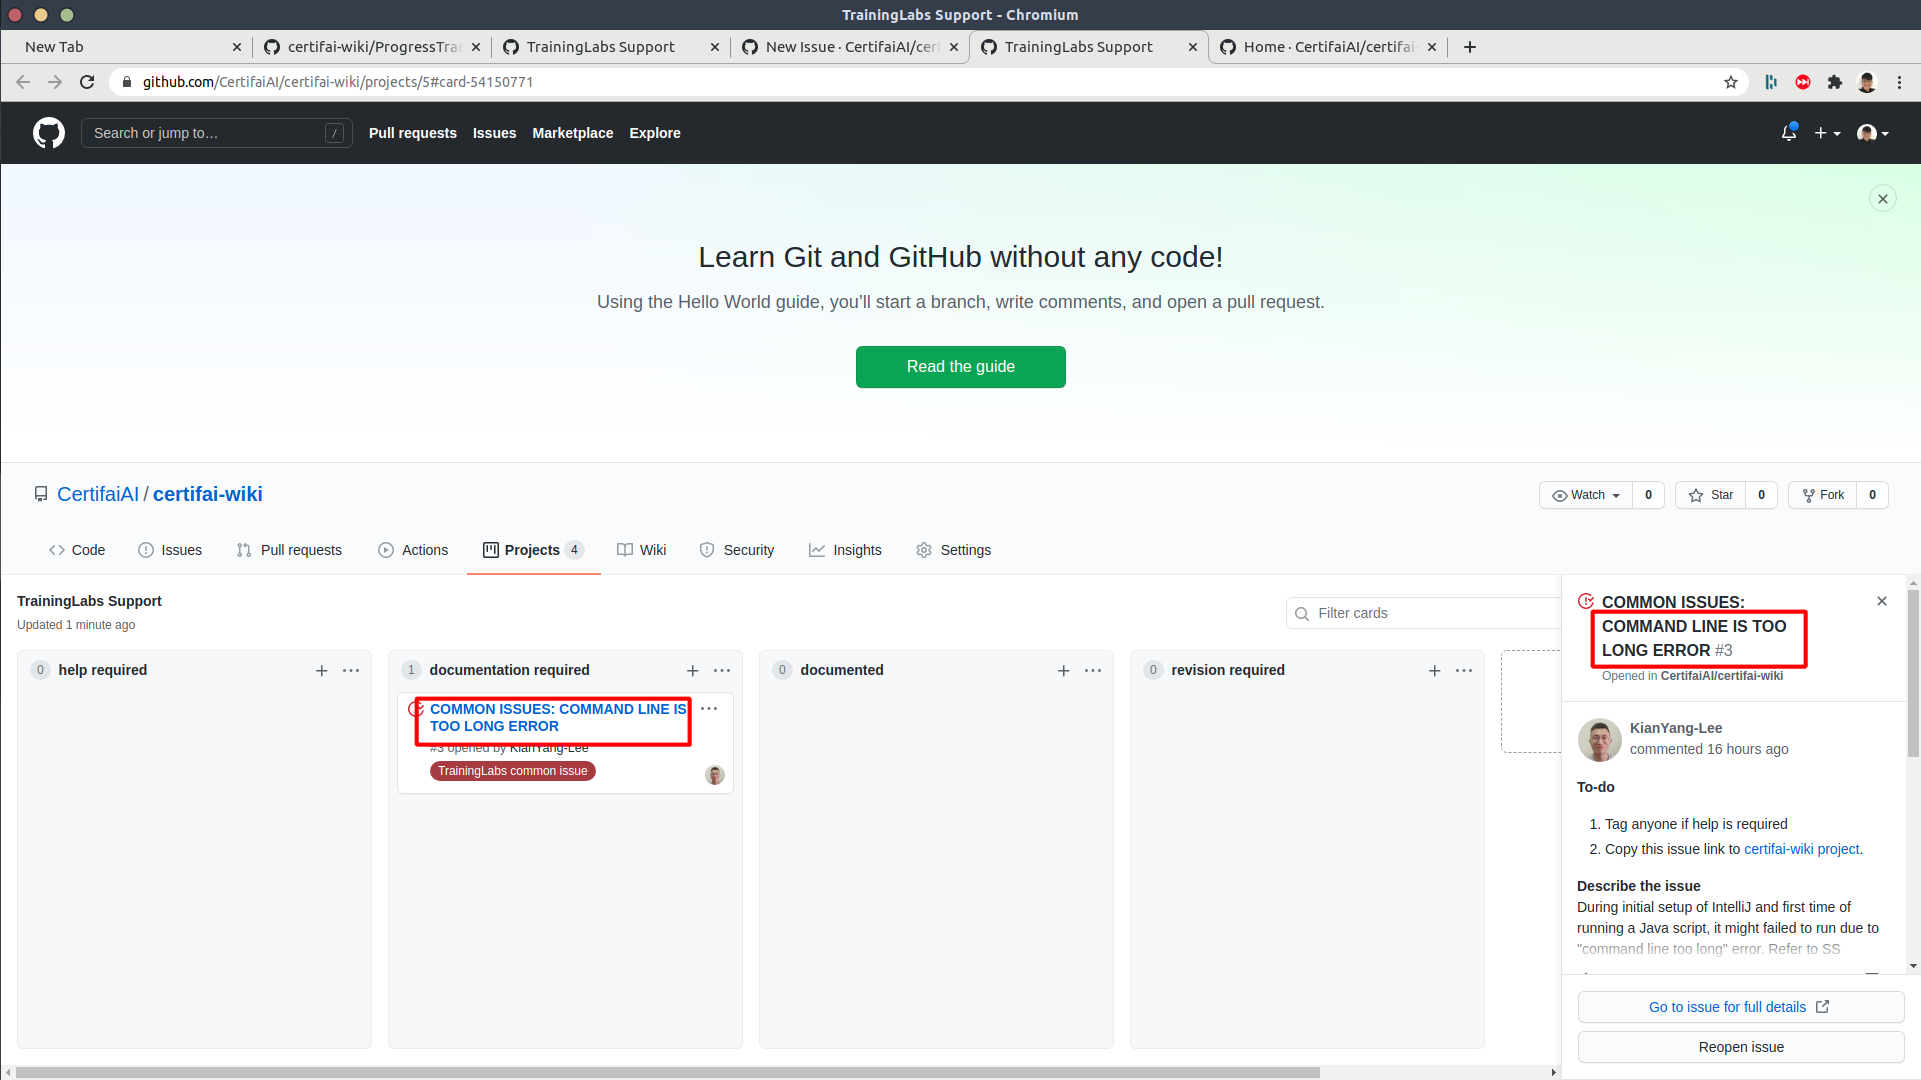 TrainingLabs Support - Chromium
New Tab
certifai-wiki/ProgressTrac
TrainingLabs Support
New Issue · CertifaiAI/cert
TrainingLabs Support
Home · CertifaiAI/certifai-
github.com/CertifaiAI/certifai-wiki/projects/5#card-54150771
Search or jump to… /
Pull requests Issues Marketplace Explore
Learn Git and GitHub without any code!
Using the Hello World guide, you’ll start a branch, write comments, and open a pull request.
Read the guide
CertifaiAI / certifai-wiki
Watch 0
Star 0
Fork 0
Code Issues Pull requests Actions Projects 4 Wiki Security Insights Settings
TrainingLabs Support
Updated 1 minute ago
Filter cards
0 help required
1 documentation required
COMMON ISSUES: COMMAND LINE IS
TOO LONG ERROR
#3 opened by KianYang-Lee
TrainingLabs common issue
0 documented
0 revision required
COMMON ISSUES:
COMMAND LINE IS TOO
LONG ERROR #3
Opened in CertifaiAI/certifai-wiki
KianYang-Lee
commented 16 hours ago
To-do
1. Tag anyone if help is required
2. Copy this issue link to certifai-wiki project.
Describe the issue
During initial setup of IntelliJ and first time of
running a Java script, it might failed to run due to
"command line too long" error. Refer to SS
Go to issue for full details
Reopen issue